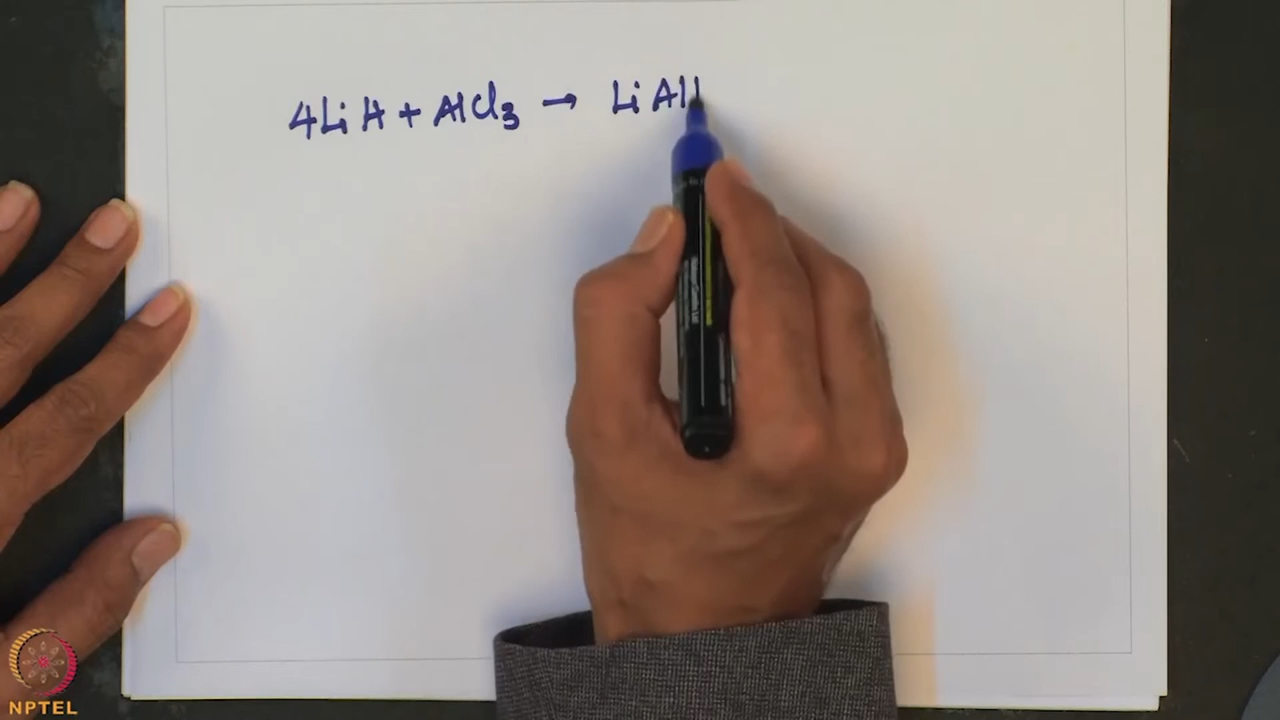 4LiH + AlCl3 → LiAl
NPTEL